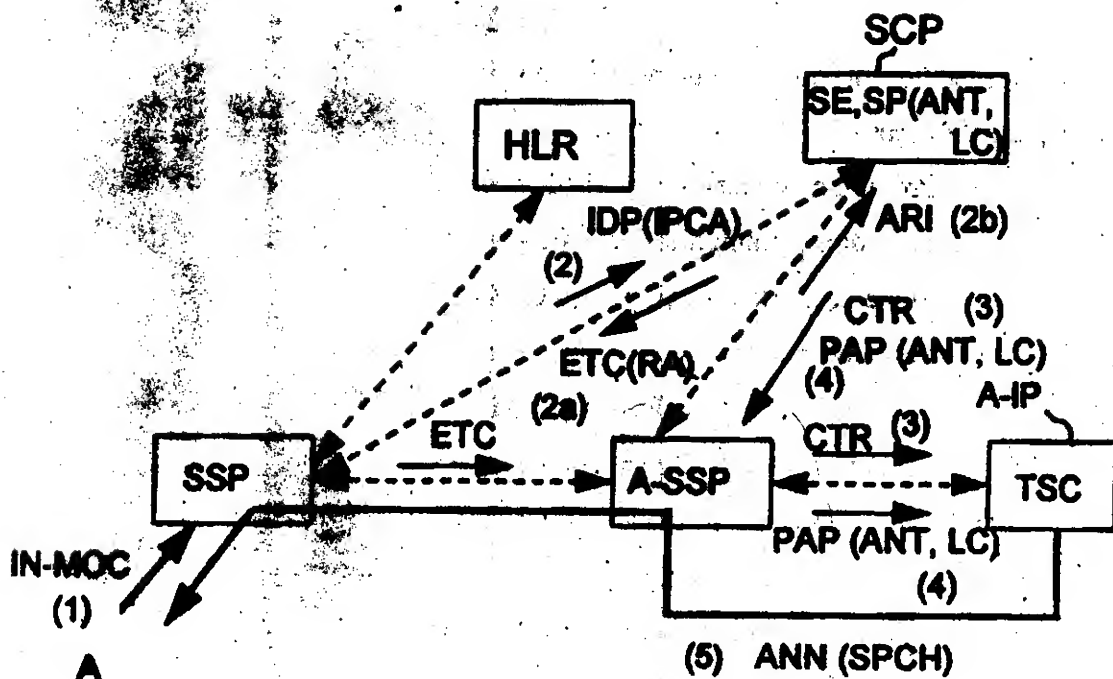 SCP
SE,SP(ANT,
LC)
HLR
IDP(IPCA)
(2)
ARI (2b)
ETC(RA)
(2a)
CTR (3)
PAP (ANT, LC)
(4)
A-IP
ETC
CTR (3)
SSP
A-SSP
TSC
PAP (ANT, LC)
(4)
IN-MOC
(1)
A
(5) ANN (SPCH)